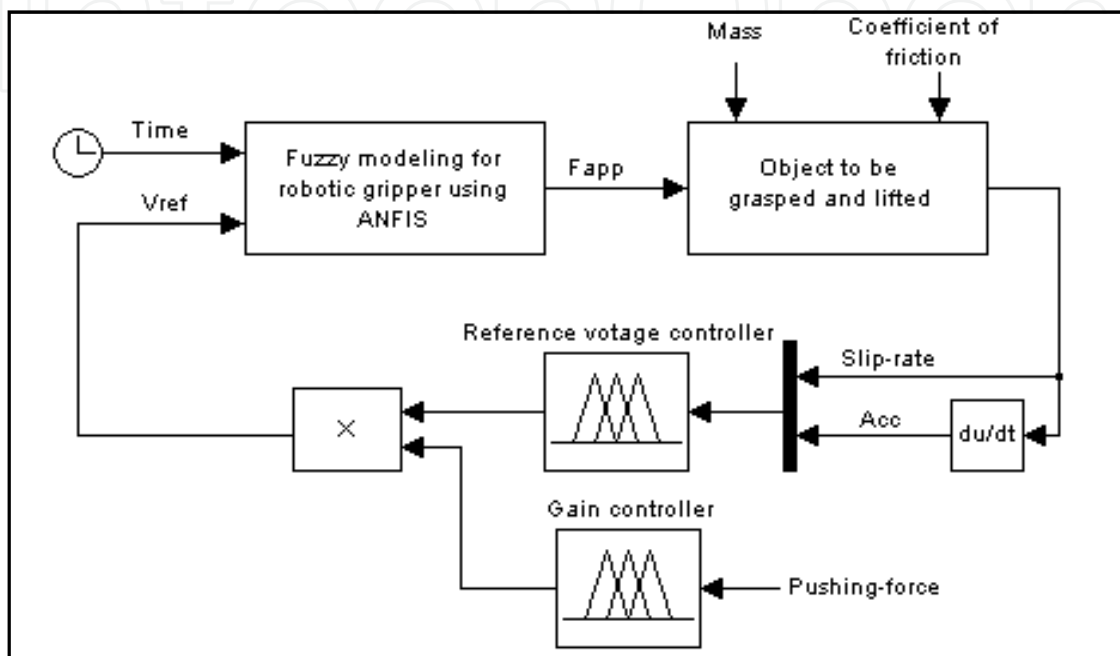 Mass
Coefficient of
friction
Time
Fuzzy modeling for
robotic gripper using
ANFIS
Fapp
Object to be
grasped and lifted
Vref
Reference votage controller
Slip-rate
×
Acc
du/dt
Gain controller
Pushing-force